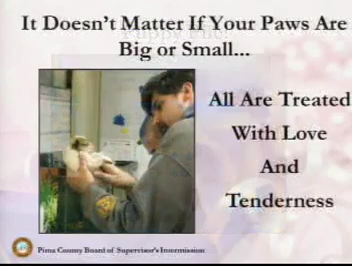 It Doesn't Matter If Your Paws Are
Big or Small...
All Are Treated
With Love
And
Tenderness
Pima County Board of Supervisor's Intermission